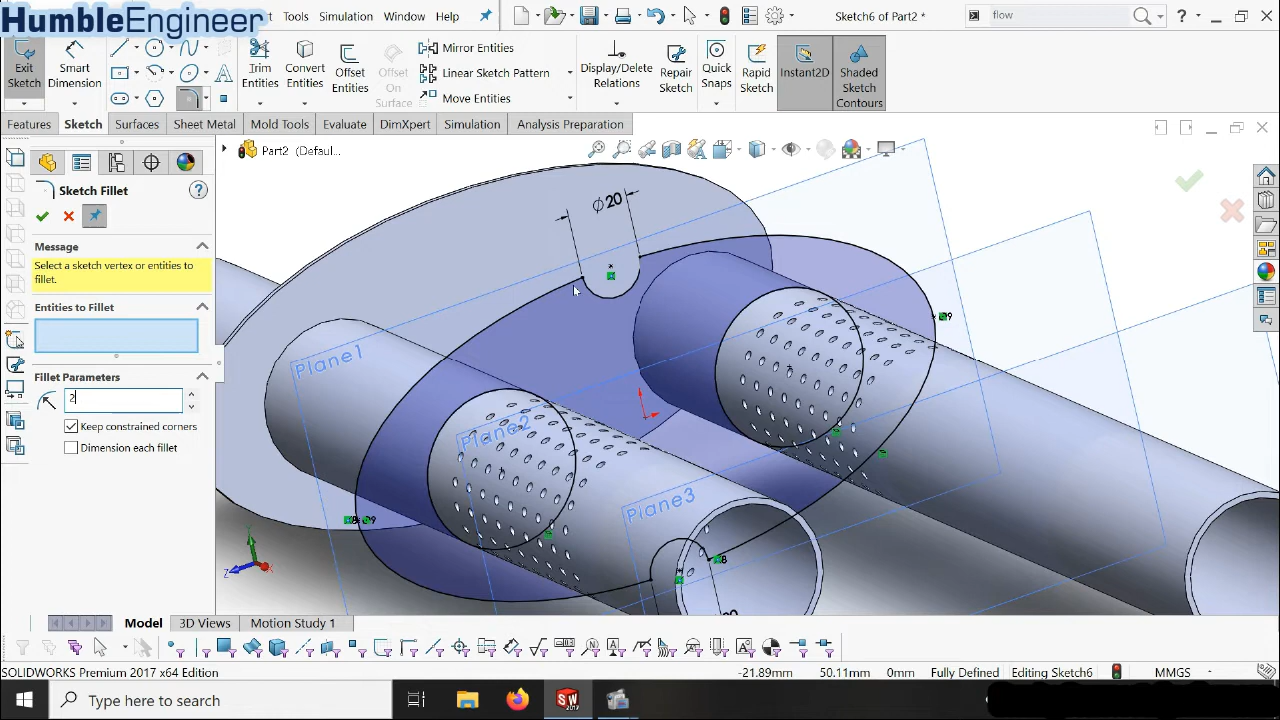 HumbleEngineer
Tools Simulation Window Help
Sketch6 of Part2 *
flow
Exit Sketch
Smart Dimension
Trim Entities
Convert Entities
Offset Entities
Offset On Surface
Mirror Entities
Linear Sketch Pattern
Move Entities
Display/Delete Relations
Repair Sketch
Quick Snaps
Rapid Sketch
Instant2D
Shaded Sketch Contours
Features Sketch Surfaces Sheet Metal Mold Tools Evaluate DimXpert Simulation Analysis Preparation
Part2 (Defaul...
Sketch Fillet
Message
Select a sketch vertex or entities to
fillet.
Entities to Fillet
Fillet Parameters
2
Keep constrained corners
Dimension each fillet
Ø20
Plane1
Plane2
Plane3
Model 3D Views Motion Study 1
SOLIDWORKS Premium 2017 x64 Edition
-21.89mm 50.11mm 0mm Fully Defined Editing Sketch6 MMGS
Type here to search